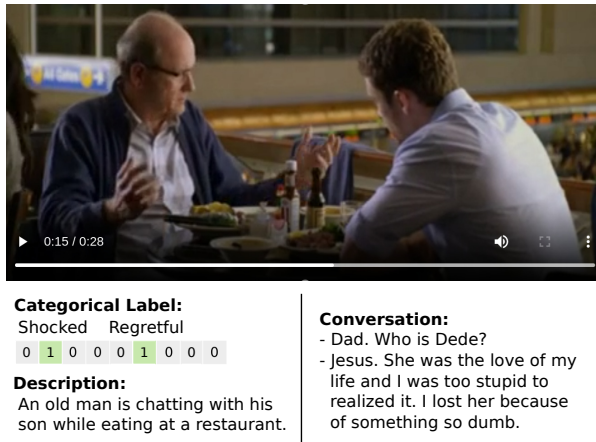 All Gates
0:15 / 0:28
Categorical Label:
Shocked Regretful
0 1 0 0 0 1 0 0 0
Description:
An old man is chatting with his
son while eating at a restaurant.
Conversation:
- Dad. Who is Dede?
- Jesus. She was the love of my
life and I was too stupid to
realized it. I lost her because
of something so dumb.